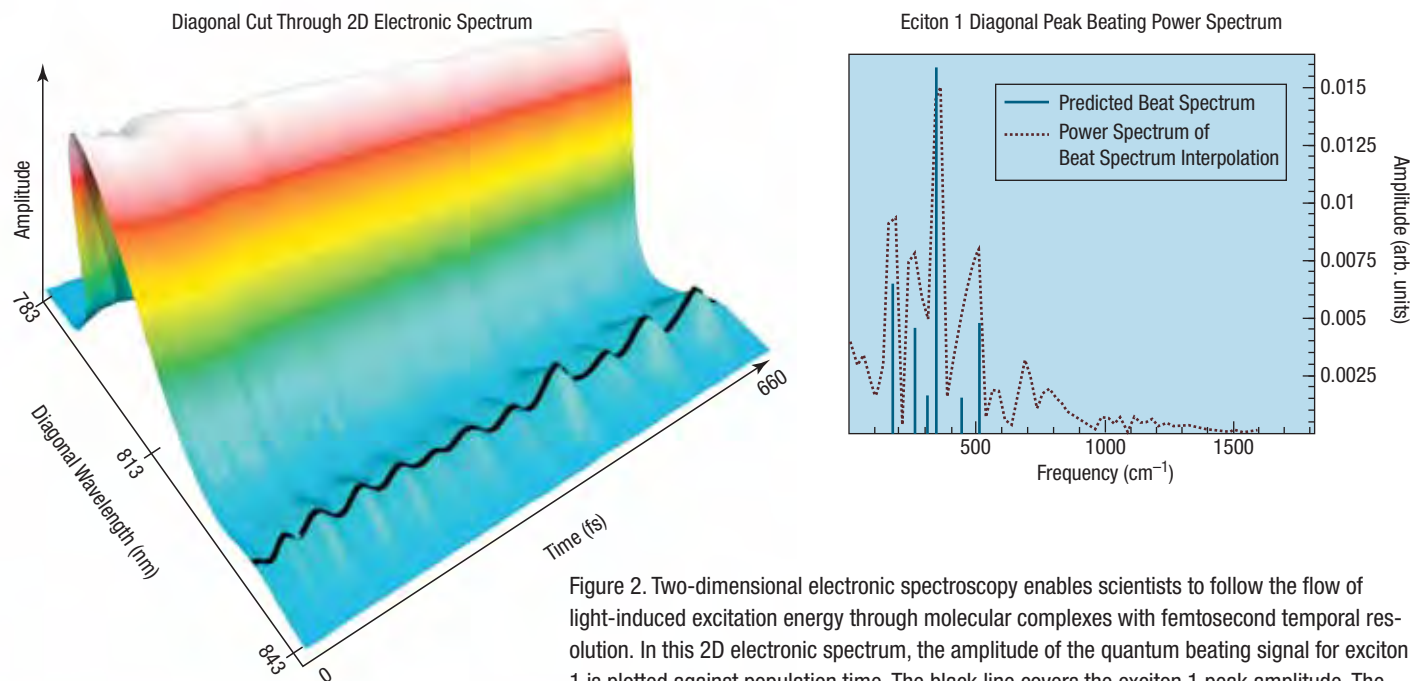 Diagonal Cut Through 2D Electronic Spectrum
Amplitude
783
813
843
Diagonal Wavelength (nm)
0
Time (fs)
660
Eciton 1 Diagonal Peak Beating Power Spectrum
Predicted Beat Spectrum
Power Spectrum of
Beat Spectrum Interpolation
0.015
0.0125
0.01
0.0075
0.005
0.0025
Amplitude (arb. units)
500
1000
1500
Frequency (cm⁻¹)
Figure 2. Two-dimensional electronic spectroscopy enables scientists to follow the flow of
light-induced excitation energy through molecular complexes with femtosecond temporal res-
olution. In this 2D electronic spectrum, the amplitude of the quantum beating signal for exciton
1 is plotted against population time. The black line covers the exciton 1 peak amplitude. The